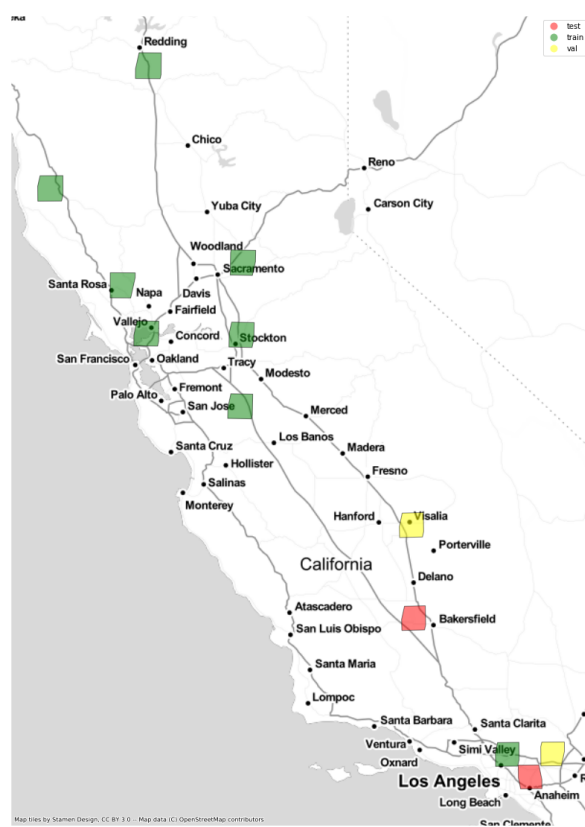 test
train
val
Redding
Chico
Reno
Yuba City
Carson City
Woodland
Sacramento
Santa Rosa
Napa
Davis
Fairfield
Vallejo
Concord
Stockton
San Francisco
Oakland
Tracy
Modesto
Fremont
Palo Alto
San Jose
Merced
Los Banos
Santa Cruz
Madera
Hollister
Fresno
Salinas
Monterey
Hanford
Visalia
Porterville
California
Delano
Atascadero
Bakersfield
San Luis Obispo
Santa Maria
Lompoc
Santa Barbara
Santa Clarita
Ventura
Simi Valley
Oxnard
Los Angeles
Anaheim
Long Beach
San Clemente
Map tiles by Stamen Design, CC BY 3.0 -- Map data (C) OpenStreetMap contributors